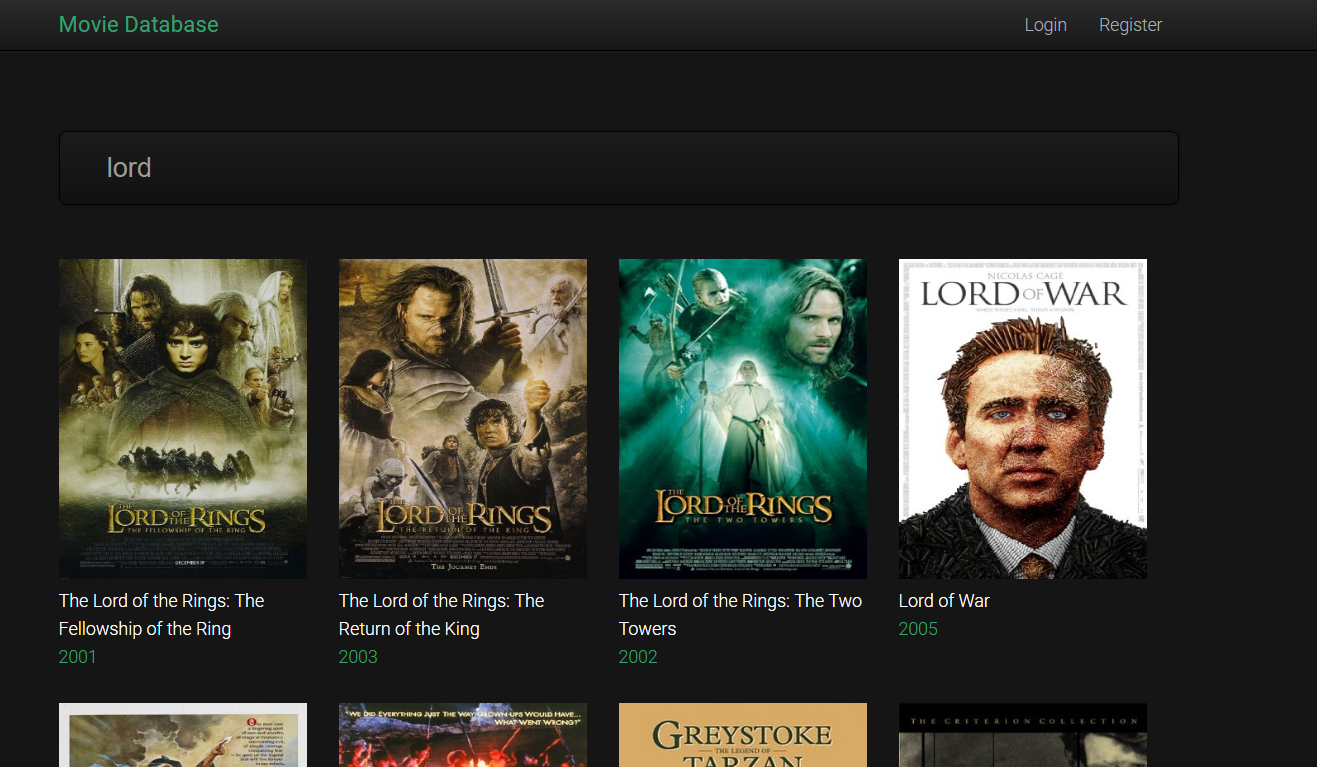 Movie Database
Login Register
lord
THE
LORD OF THE RINGS
THE FELLOWSHIP OF THE RING
THE
LORD OF THE RINGS
THE RETURN OF THE KING
THE JOURNEY ENDS
THE
LORD OF THE RINGS
THE TWO TOWERS
NICOLAS CAGE
LORD OF WAR
The Lord of the Rings: The
Fellowship of the Ring
2001
The Lord of the Rings: The
Return of the King
2003
The Lord of the Rings: The Two
Towers
2002
Lord of War
2005
"WE DID EVERYTHING JUST THE WAY GROWN-UPS WOULD HAVE...
WHAT WENT WRONG?"
GREYSTOKE
THE LEGEND OF
TARZAN
THE CRITERION COLLECTION